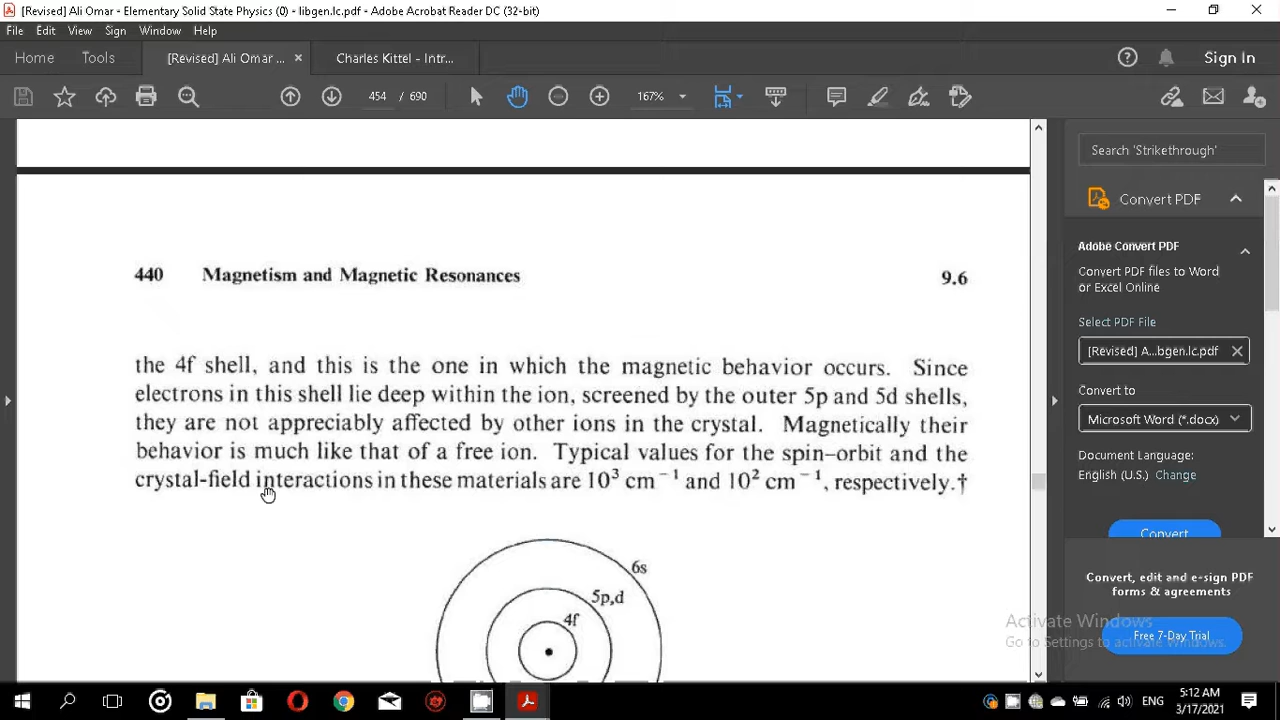 [Revised] Ali Omar - Elementary Solid State Physics (0) - libgen.lc.pdf - Adobe Acrobat Reader DC (32-bit)
File Edit View Sign Window Help
Home Tools [Revised] Ali Omar ... × Charles Kittel - Intr... Sign In
454 / 690 167%
Search 'Strikethrough'
Convert PDF
Adobe Convert PDF
Convert PDF files to Word
or Excel Online
Select PDF File
[Revised] A...bgen.lc.pdf
Convert to
Microsoft Word (*.docx)
Document Language:
English (U.S.) Change
Convert
Convert, edit and e-sign PDF
forms & agreements
Free 7-Day Trial
440 Magnetism and Magnetic Resonances 9.6
the 4f shell, and this is the one in which the magnetic behavior occurs. Since
electrons in this shell lie deep within the ion, screened by the outer 5p and 5d shells,
they are not appreciably affected by other ions in the crystal. Magnetically their
behavior is much like that of a free ion. Typical values for the spin–orbit and the
crystal-field interactions in these materials are 10³ cm⁻¹ and 10² cm⁻¹, respectively.†
6s
5p,d
4f
Activate Windows
Go to Settings to activate Windows.
ENG
5:12 AM
3/17/2021